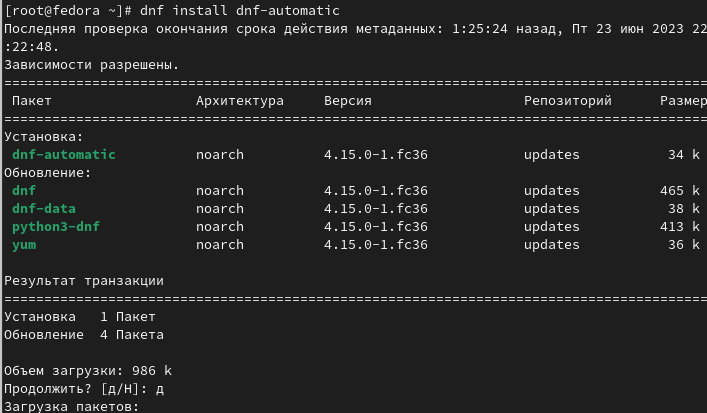 [root@fedora ~]# dnf install dnf-automatic
Последняя проверка окончания срока действия метаданных: 1:25:24 назад, Пт 23 июн 2023 22
:22:48.
Зависимости разрешены.
================================================================================
Пакет Архитектура Версия Репозиторий Размер
================================================================================
Установка:
dnf-automatic noarch 4.15.0-1.fc36 updates 34 k
Обновление:
dnf noarch 4.15.0-1.fc36 updates 465 k
dnf-data noarch 4.15.0-1.fc36 updates 38 k
python3-dnf noarch 4.15.0-1.fc36 updates 413 k
yum noarch 4.15.0-1.fc36 updates 36 k
Результат транзакции
================================================================================
Установка 1 Пакет
Обновление 4 Пакета
Объем загрузки: 986 k
Продолжить? [д/Н]: д
Загрузка пакетов: